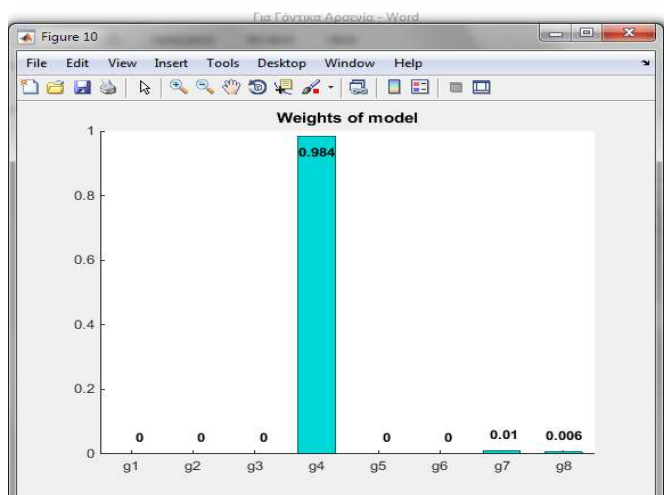 Για Γόντικα Αρσενία - Word
Figure 10
File Edit View Insert Tools Desktop Window Help
Weights of model
1
0.984
0.8
0.6
0.4
0.2
0 0 0 0 0 0.01 0.006
0
g1 g2 g3 g4 g5 g6 g7 g8